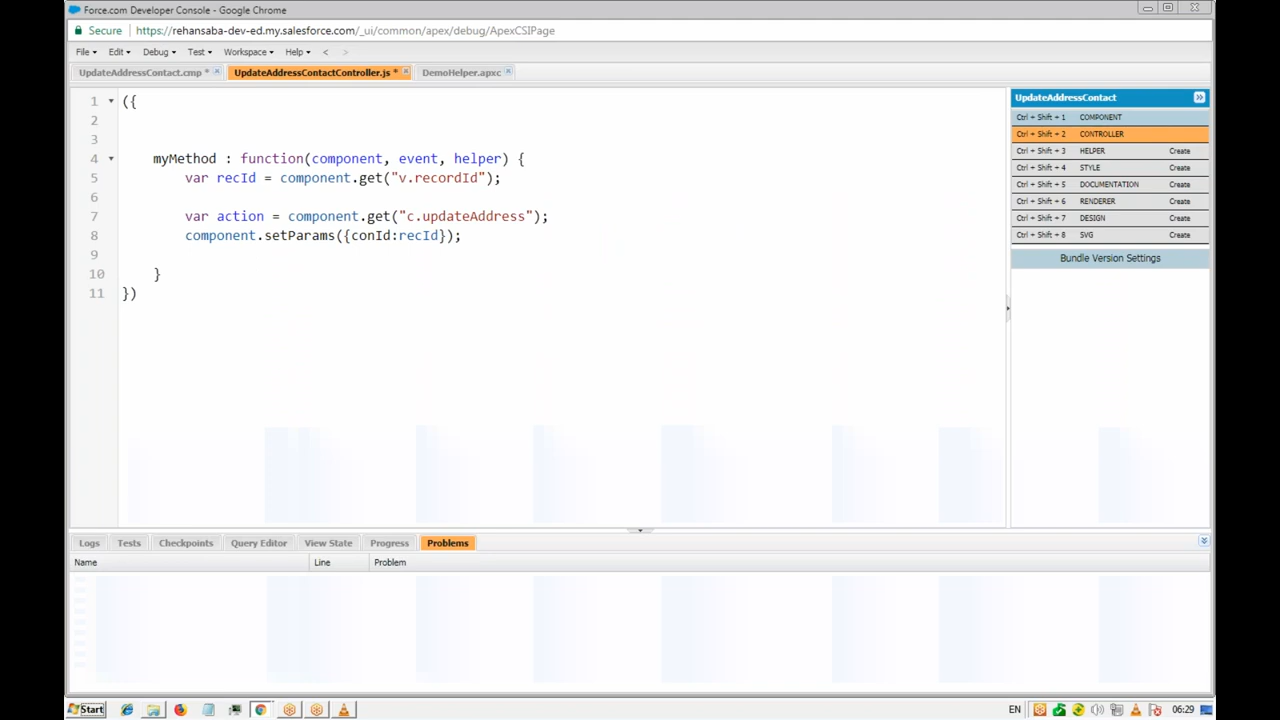 Force.com Developer Console - Google Chrome
Secure https://rehansaba-dev-ed.my.salesforce.com/_ui/common/apex/debug/ApexCSIPage
File Edit Debug Test Workspace Help < >
UpdateAddressContact.cmp * UpdateAddressContactController.js * DemoHelper.apxc
1 ({
2
3
4 myMethod : function(component, event, helper) {
5 var recId = component.get("v.recordId");
6
7 var action = component.get("c.updateAddress");
8 component.setParams({conId:recId});
9
10 }
11 })
UpdateAddressContact
Ctrl + Shift + 1 COMPONENT
Ctrl + Shift + 2 CONTROLLER
Ctrl + Shift + 3 HELPER Create
Ctrl + Shift + 4 STYLE Create
Ctrl + Shift + 5 DOCUMENTATION Create
Ctrl + Shift + 6 RENDERER Create
Ctrl + Shift + 7 DESIGN Create
Ctrl + Shift + 8 SVG Create
Bundle Version Settings
Logs Tests Checkpoints Query Editor View State Progress Problems
Name Line Problem
Start EN 06:29